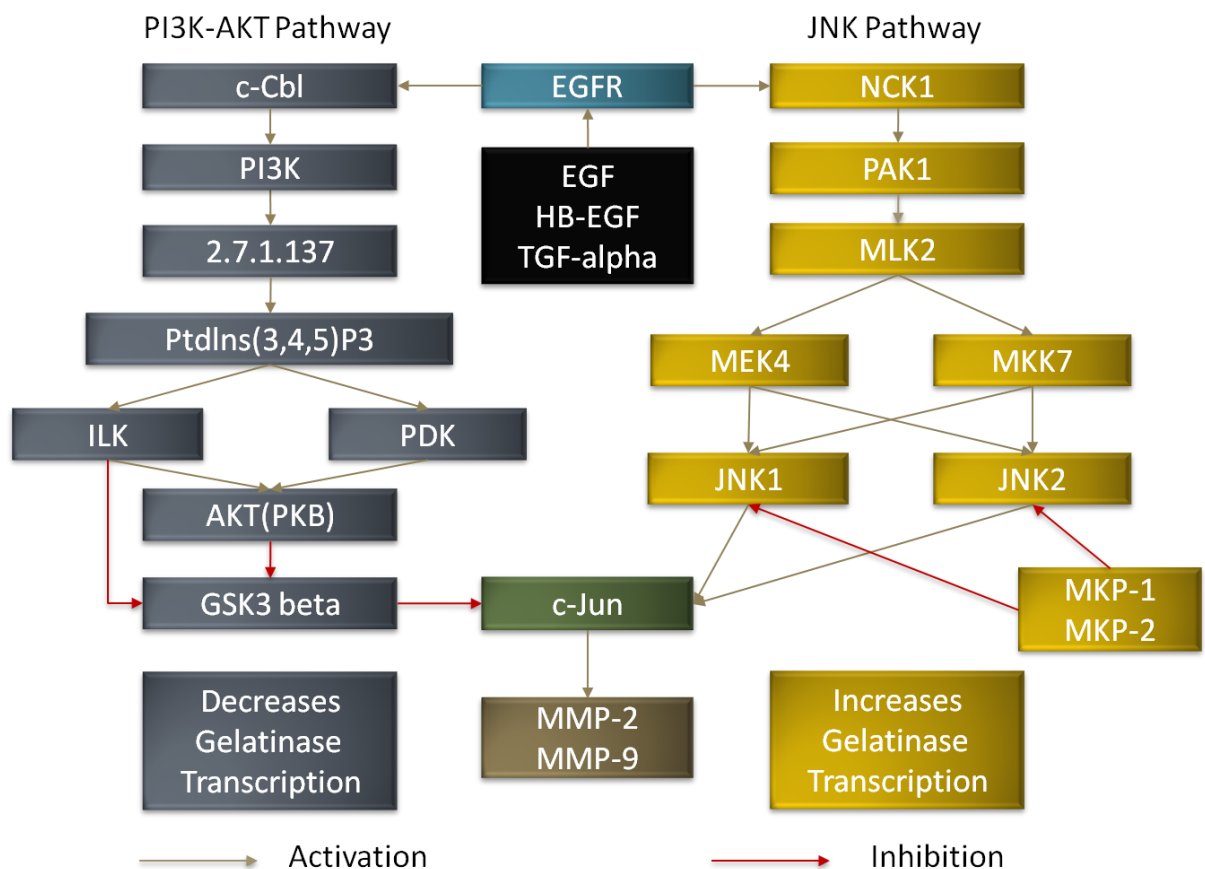 PI3K-AKT Pathway
JNK Pathway
c-Cbl
EGFR
NCK1
PI3K
EGF
HB-EGF
TGF-alpha
PAK1
2.7.1.137
MLK2
PtdIns(3,4,5)P3
MEK4
MKK7
ILK
PDK
JNK1
JNK2
AKT(PKB)
GSK3 beta
c-Jun
MKP-1
MKP-2
Decreases
Gelatinase
Transcription
MMP-2
MMP-9
Increases
Gelatinase
Transcription
Activation
Inhibition